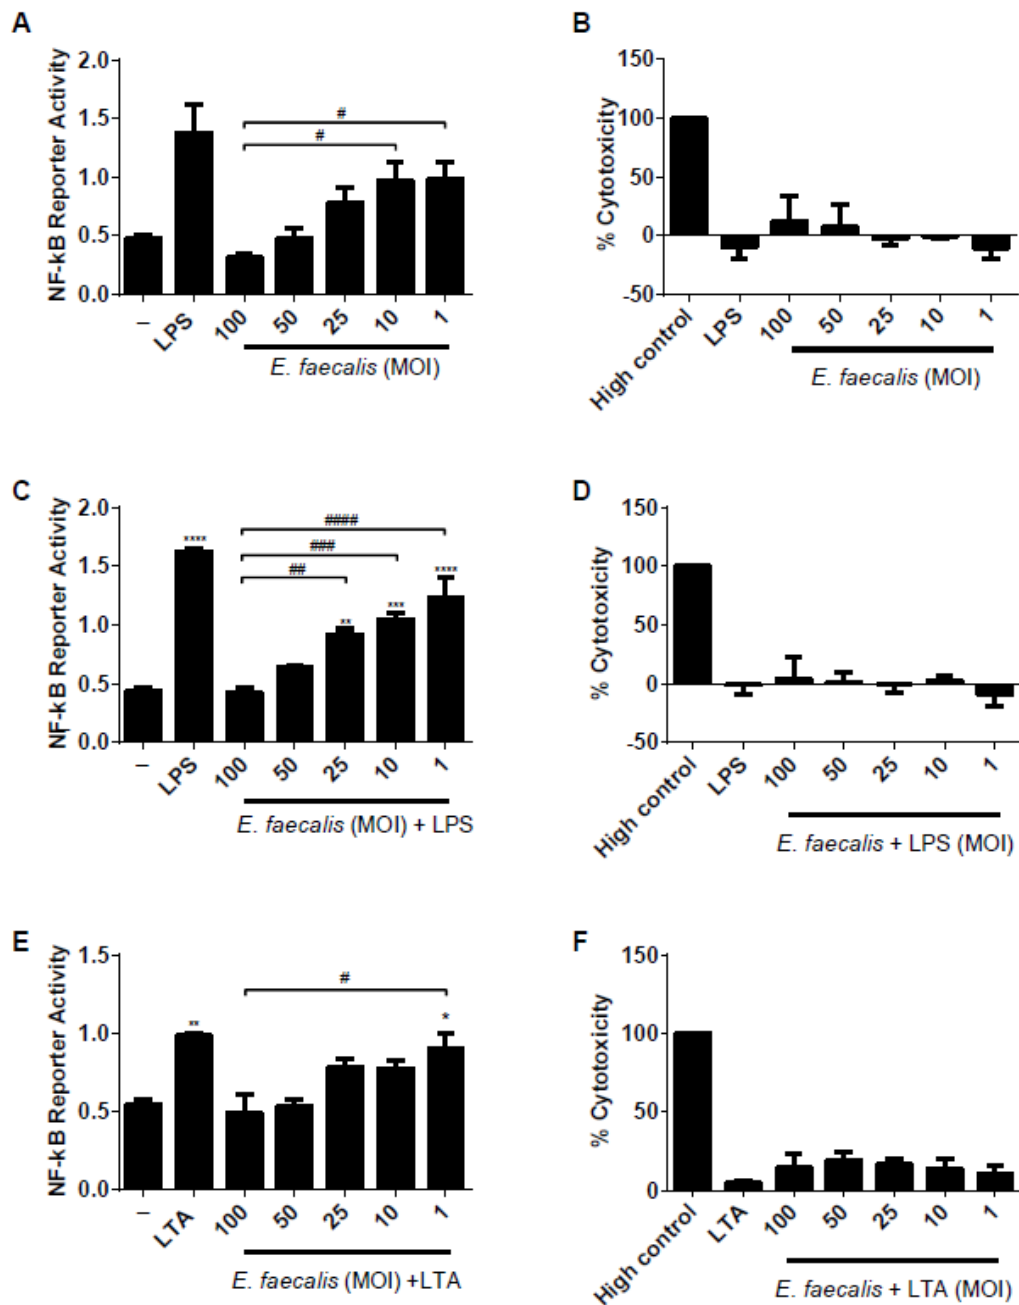 A
NF-kB Reporter Activity
2.0
1.5
1.0
0.5
0.0
#
#
– LPS 100 50 25 10 1
E. faecalis (MOI)
B
% Cytotoxicity
150
100
50
0
-50
High control LPS 100 50 25 10 1
E. faecalis (MOI)
C
NF-kB Reporter Activity
2.0
1.5
1.0
0.5
0.0
****
####
###
##
**
***
****
– LPS 100 50 25 10 1
E. faecalis (MOI) + LPS
D
% Cytotoxicity
150
100
50
0
-50
High control LPS 100 50 25 10 1
E. faecalis + LPS (MOI)
E
NF-kB Reporter Activity
1.5
1.0
0.5
0.0
**
#
*
– LTA 100 50 25 10 1
E. faecalis (MOI) +LTA
F
% Cytotoxicity
150
100
50
0
High control LTA 100 50 25 10 1
E. faecalis + LTA (MOI)